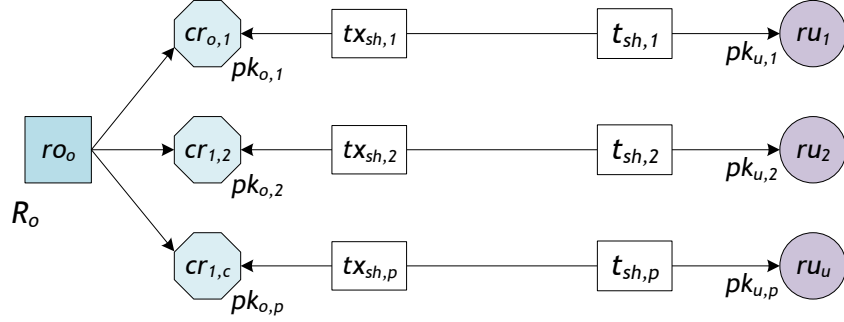 cr_{o,1} tx_{sh,1} t_{sh,1} ru_1
pk_{o,1} pk_{u,1}
ro_o cr_{1,2} tx_{sh,2} t_{sh,2} ru_2
pk_{o,2} pk_{u,2}
R_o
cr_{1,c} tx_{sh,p} t_{sh,p} ru_u
pk_{o,p} pk_{u,p}